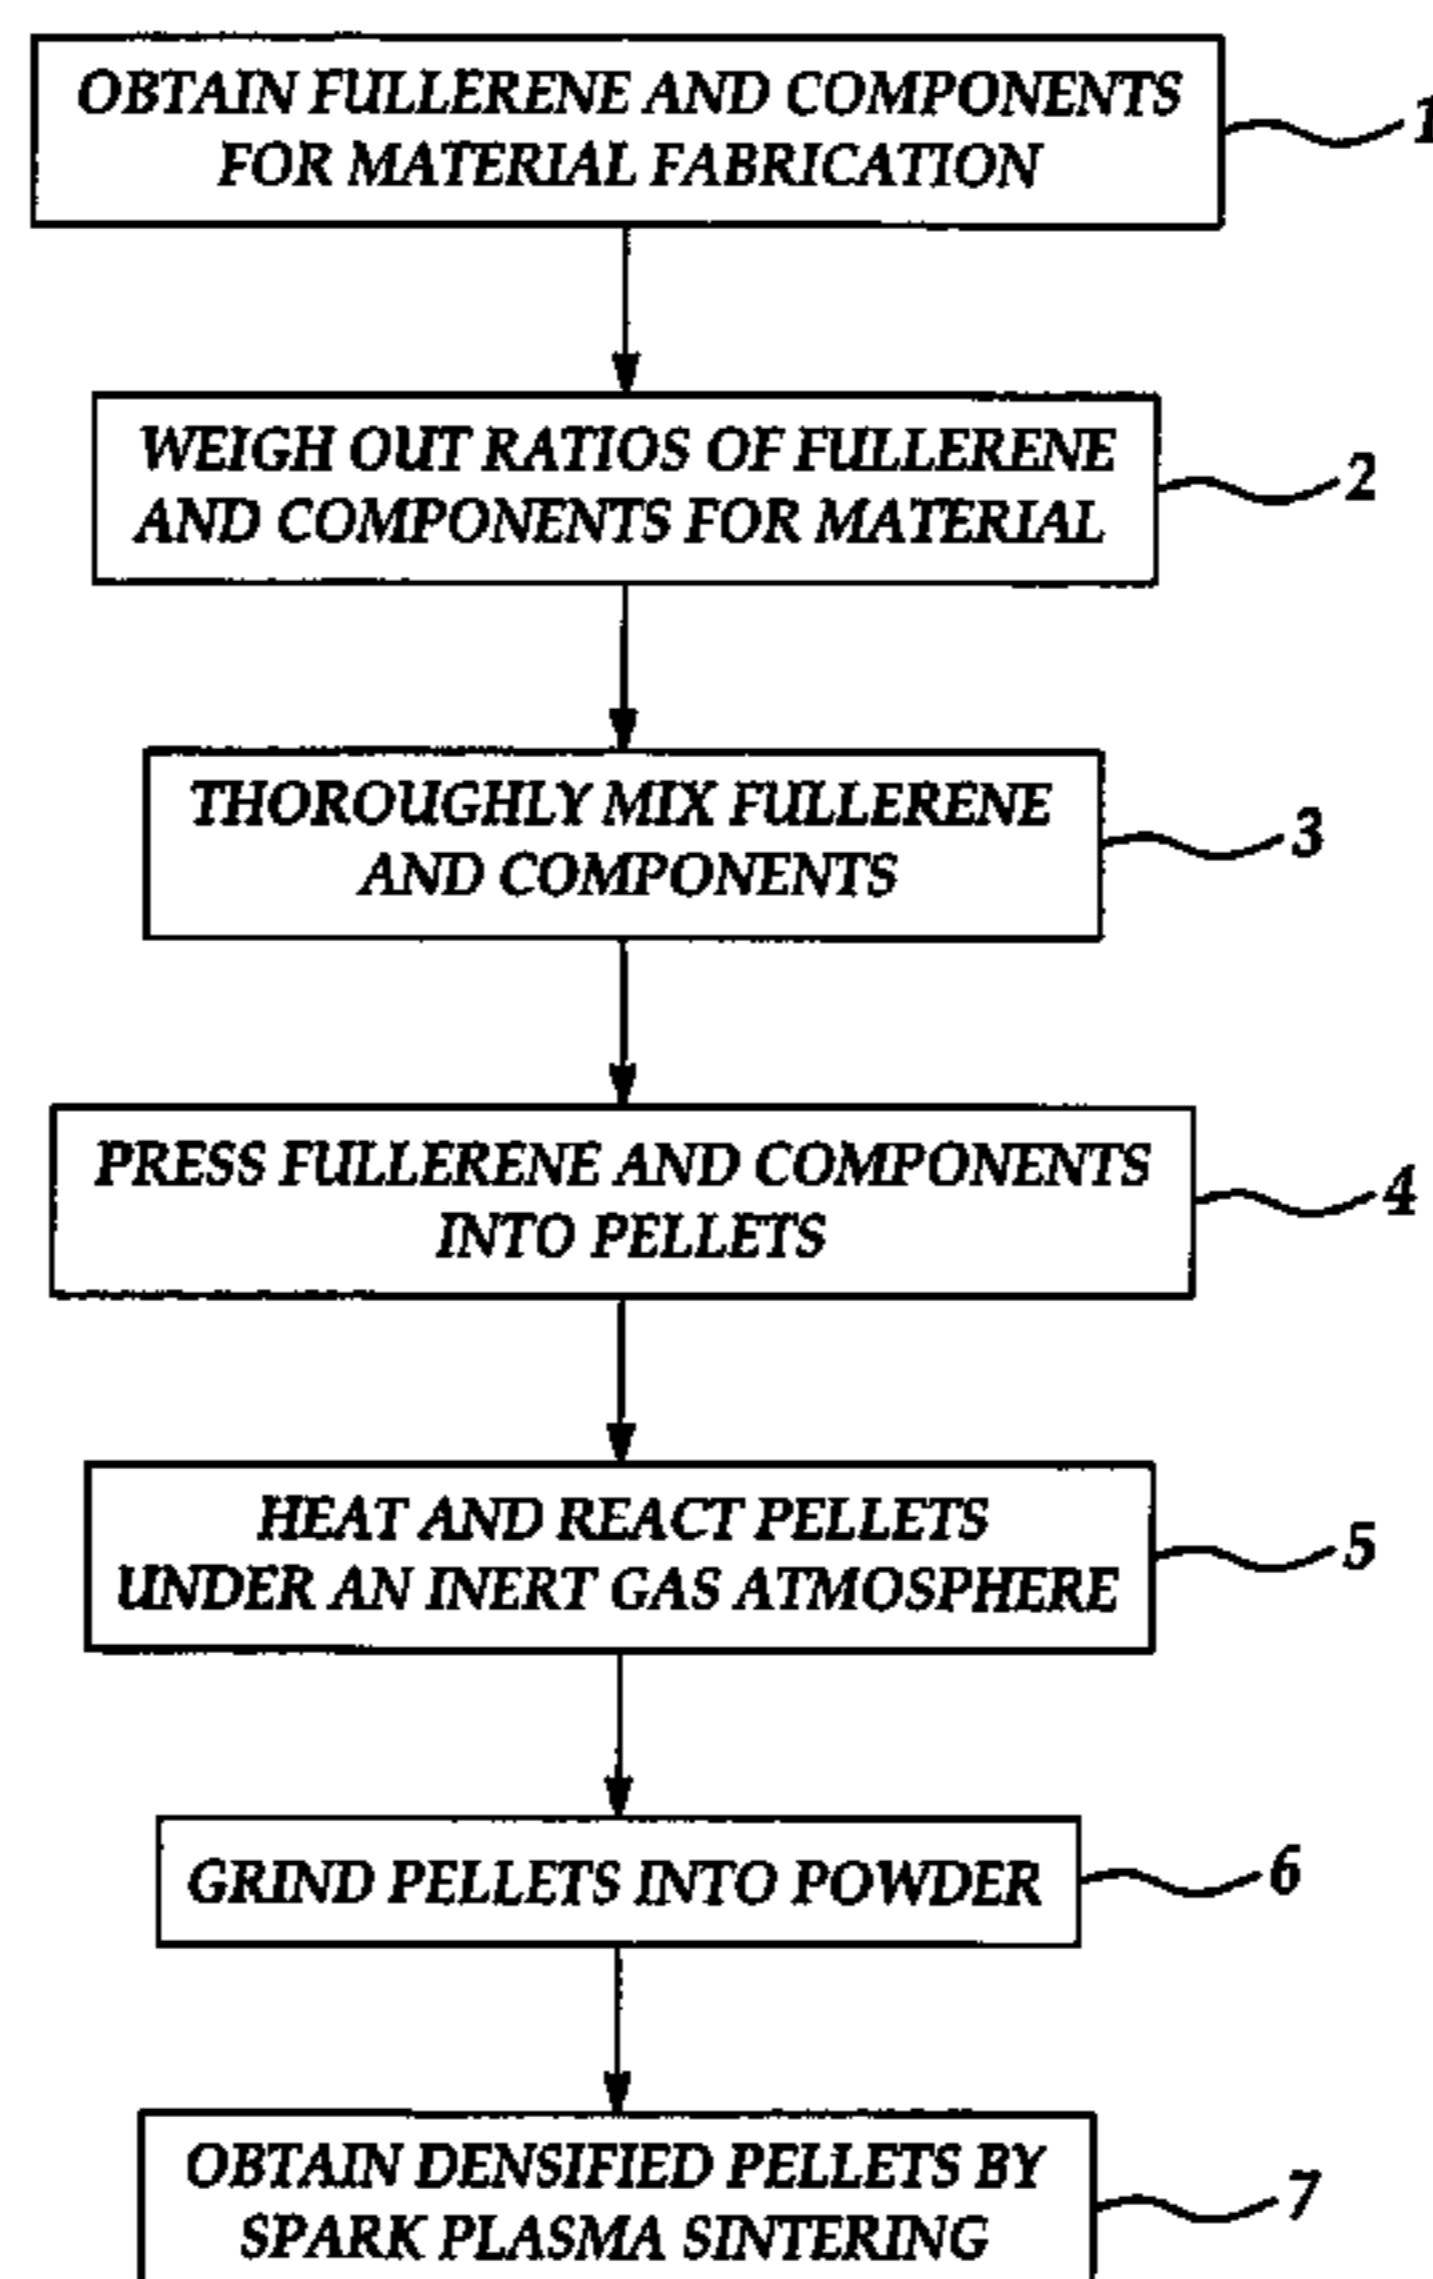 OBTAIN FULLERENE AND COMPONENTS
FOR MATERIAL FABRICATION
1
WEIGH OUT RATIOS OF FULLERENE
AND COMPONENTS FOR MATERIAL
2
THOROUGHLY MIX FULLERENE
AND COMPONENTS
3
PRESS FULLERENE AND COMPONENTS
INTO PELLETS
4
HEAT AND REACT PELLETS
UNDER AN INERT GAS ATMOSPHERE
5
GRIND PELLETS INTO POWDER
6
OBTAIN DENSIFIED PELLETS BY
SPARK PLASMA SINTERING
7